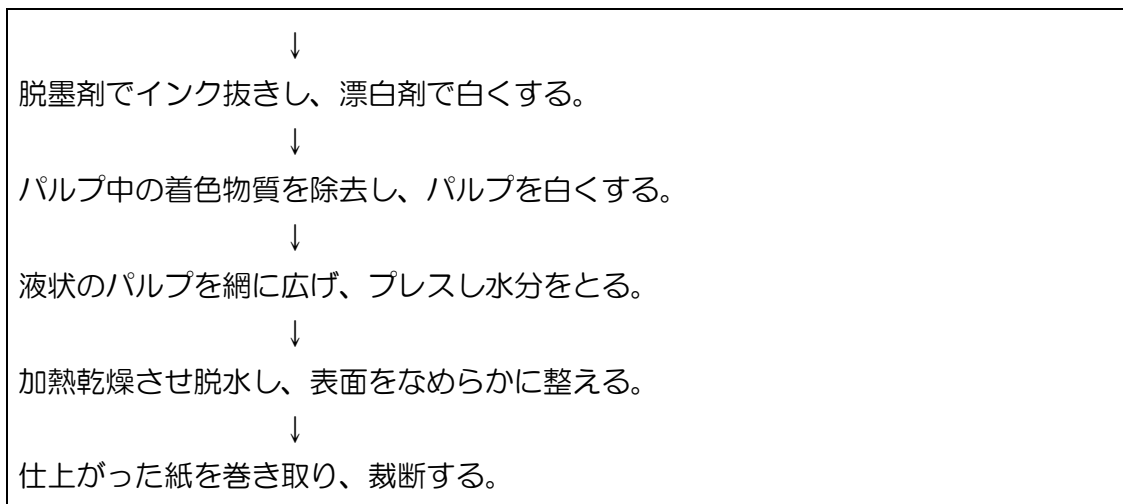 ↓
脱墨剤でインク抜きし、漂白剤で白くする。
↓
パルプ中の着色物質を除去し、パルプを白くする。
↓
液状のパルプを網に広げ、プレスし水分をとる。
↓
加熱乾燥させ脱水し、表面をなめらかに整える。
↓
仕上がった紙を巻き取り、裁断する。